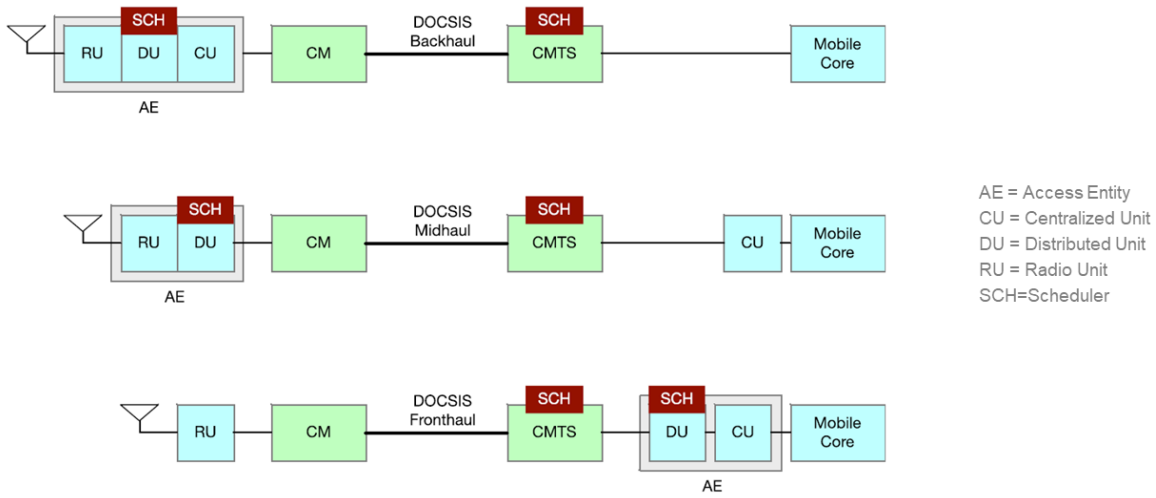 SCH
DOCSIS
Backhaul
SCH
RU
DU
CU
CM
CMTS
Mobile
Core
AE
SCH
DOCSIS
Midhaul
SCH
RU
DU
CM
CMTS
CU
Mobile
Core
AE
AE = Access Entity
CU = Centralized Unit
DU = Distributed Unit
RU = Radio Unit
SCH=Scheduler
DOCSIS
Fronthaul
SCH
SCH
RU
CM
CMTS
DU
CU
Mobile
Core
AE